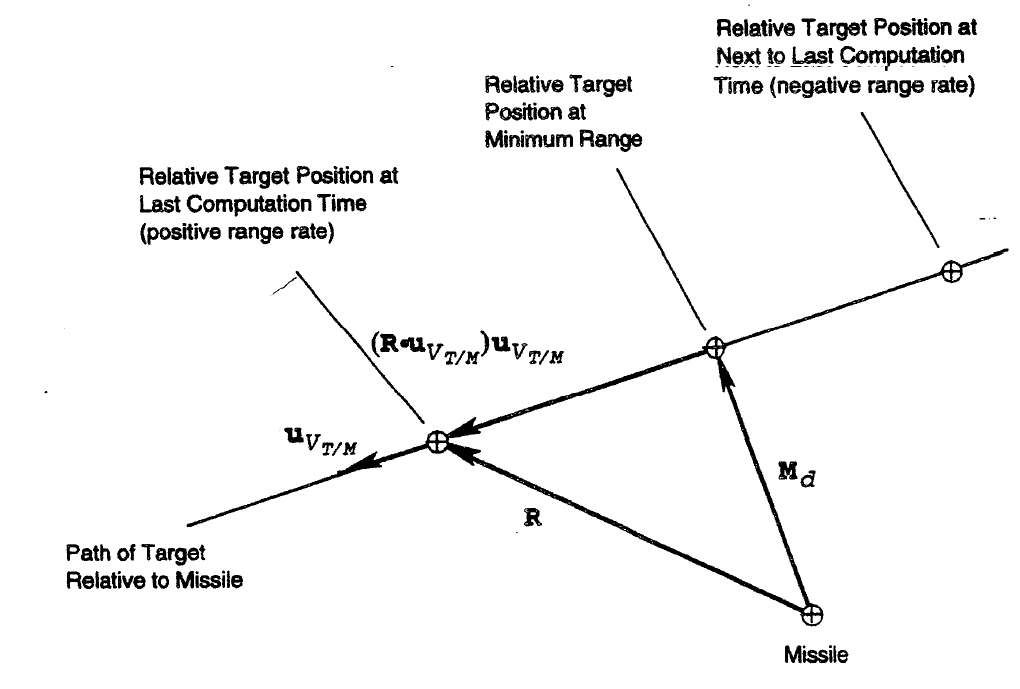 Relative Target Position at
Next to Last Computation
Time (negative range rate)
Relative Target
Position at
Minimum Range
Relative Target Position at
Last Computation Time
(positive range rate)
(R•u_{V_{T/M}})u_{V_{T/M}}
u_{V_{T/M}}
M_d
R
Path of Target
Relative to Missile
Missile